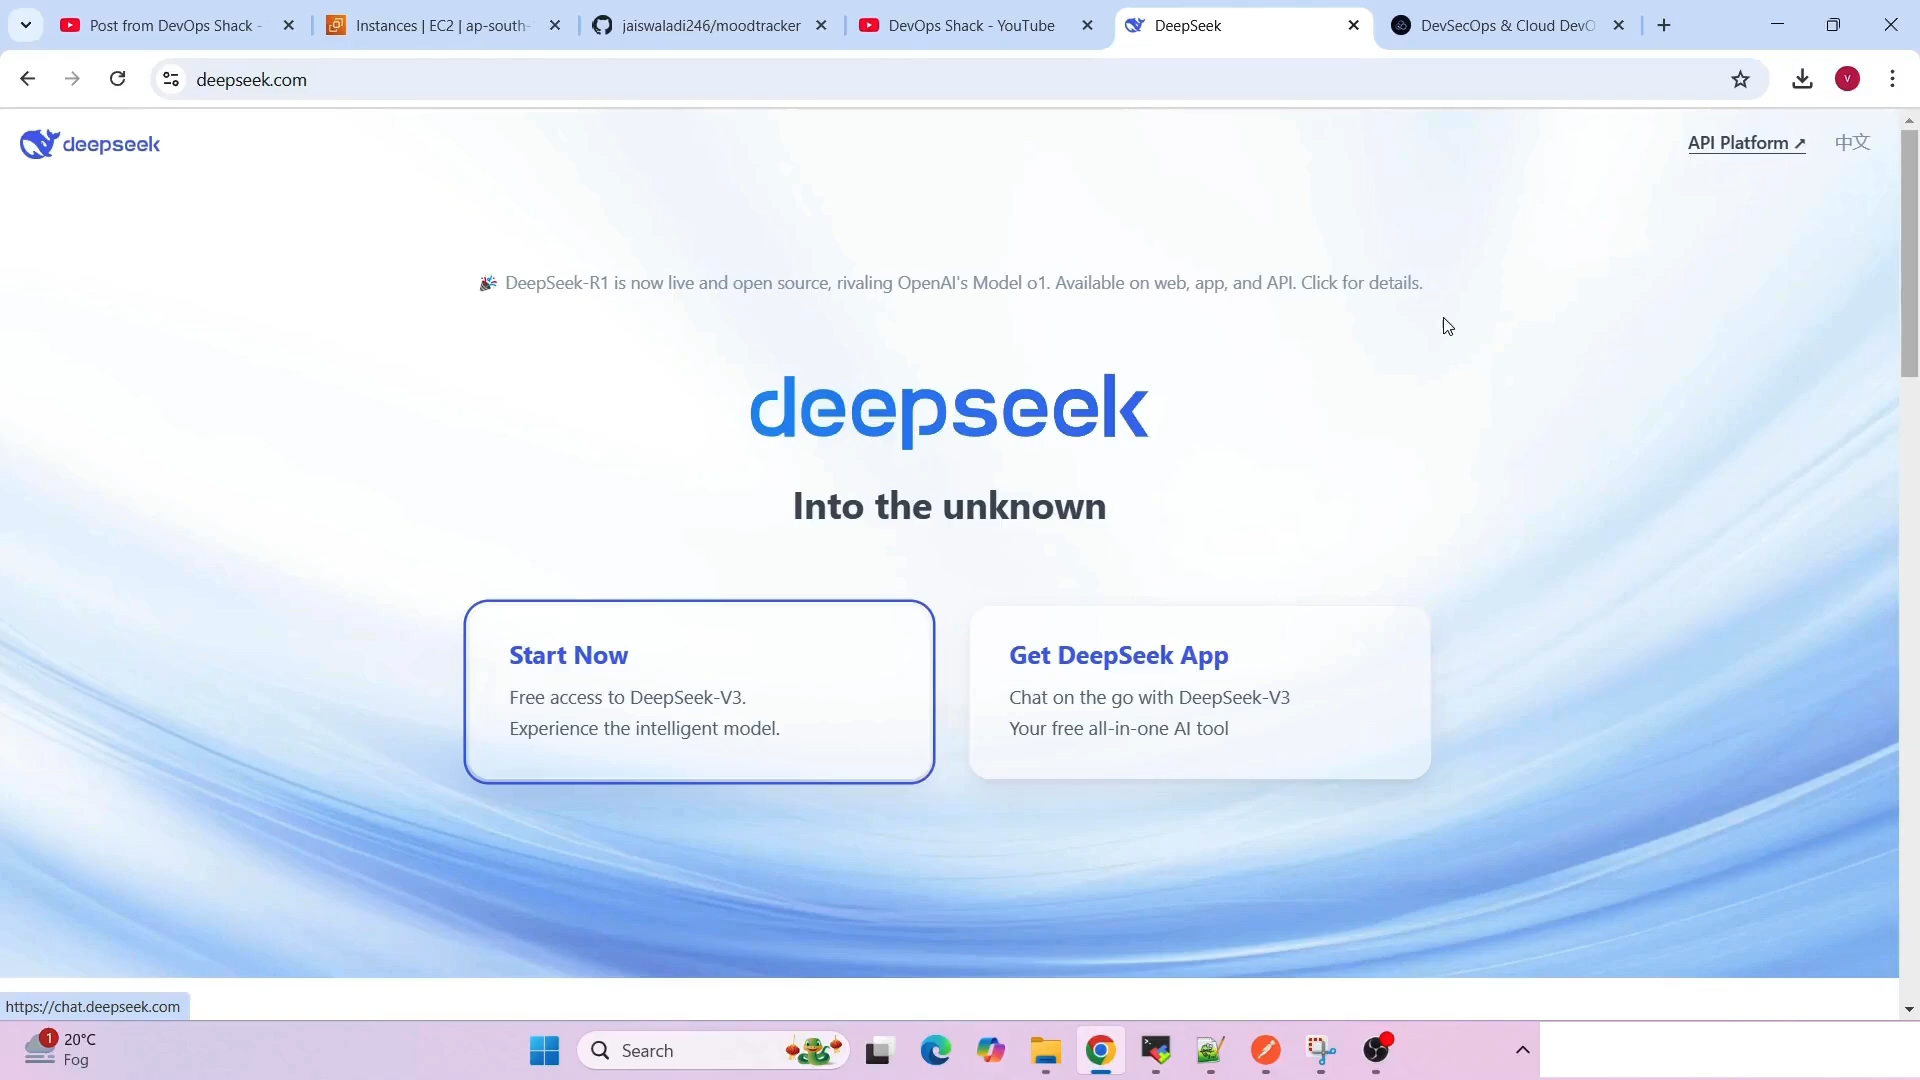 Post from DevOps Shack -
Instances | EC2 | ap-south-
jaiswaladi246/moodtracker
DevOps Shack - YouTube
DeepSeek
DevSecOps & Cloud DevO
deepseek.com
V
deepseek
API Platform ↗
中文
🎉 DeepSeek-R1 is now live and open source, rivaling OpenAI's Model o1. Available on web, app, and API. Click for details.
deepseek
Into the unknown
Start Now
Free access to DeepSeek-V3.
Experience the intelligent model.
Get DeepSeek App
Chat on the go with DeepSeek-V3
Your free all-in-one AI tool
https://chat.deepseek.com
1
20°C
Fog
Search